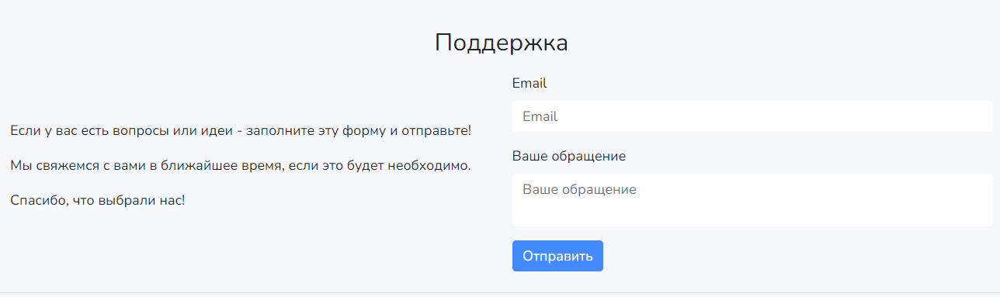 Поддержка
Если у вас есть вопросы или идеи - заполните эту форму и отправьте!
Мы свяжемся с вами в ближайшее время, если это будет необходимо.
Спасибо, что выбрали нас!
Email
Email
Ваше обращение
Ваше обращение
Отправить